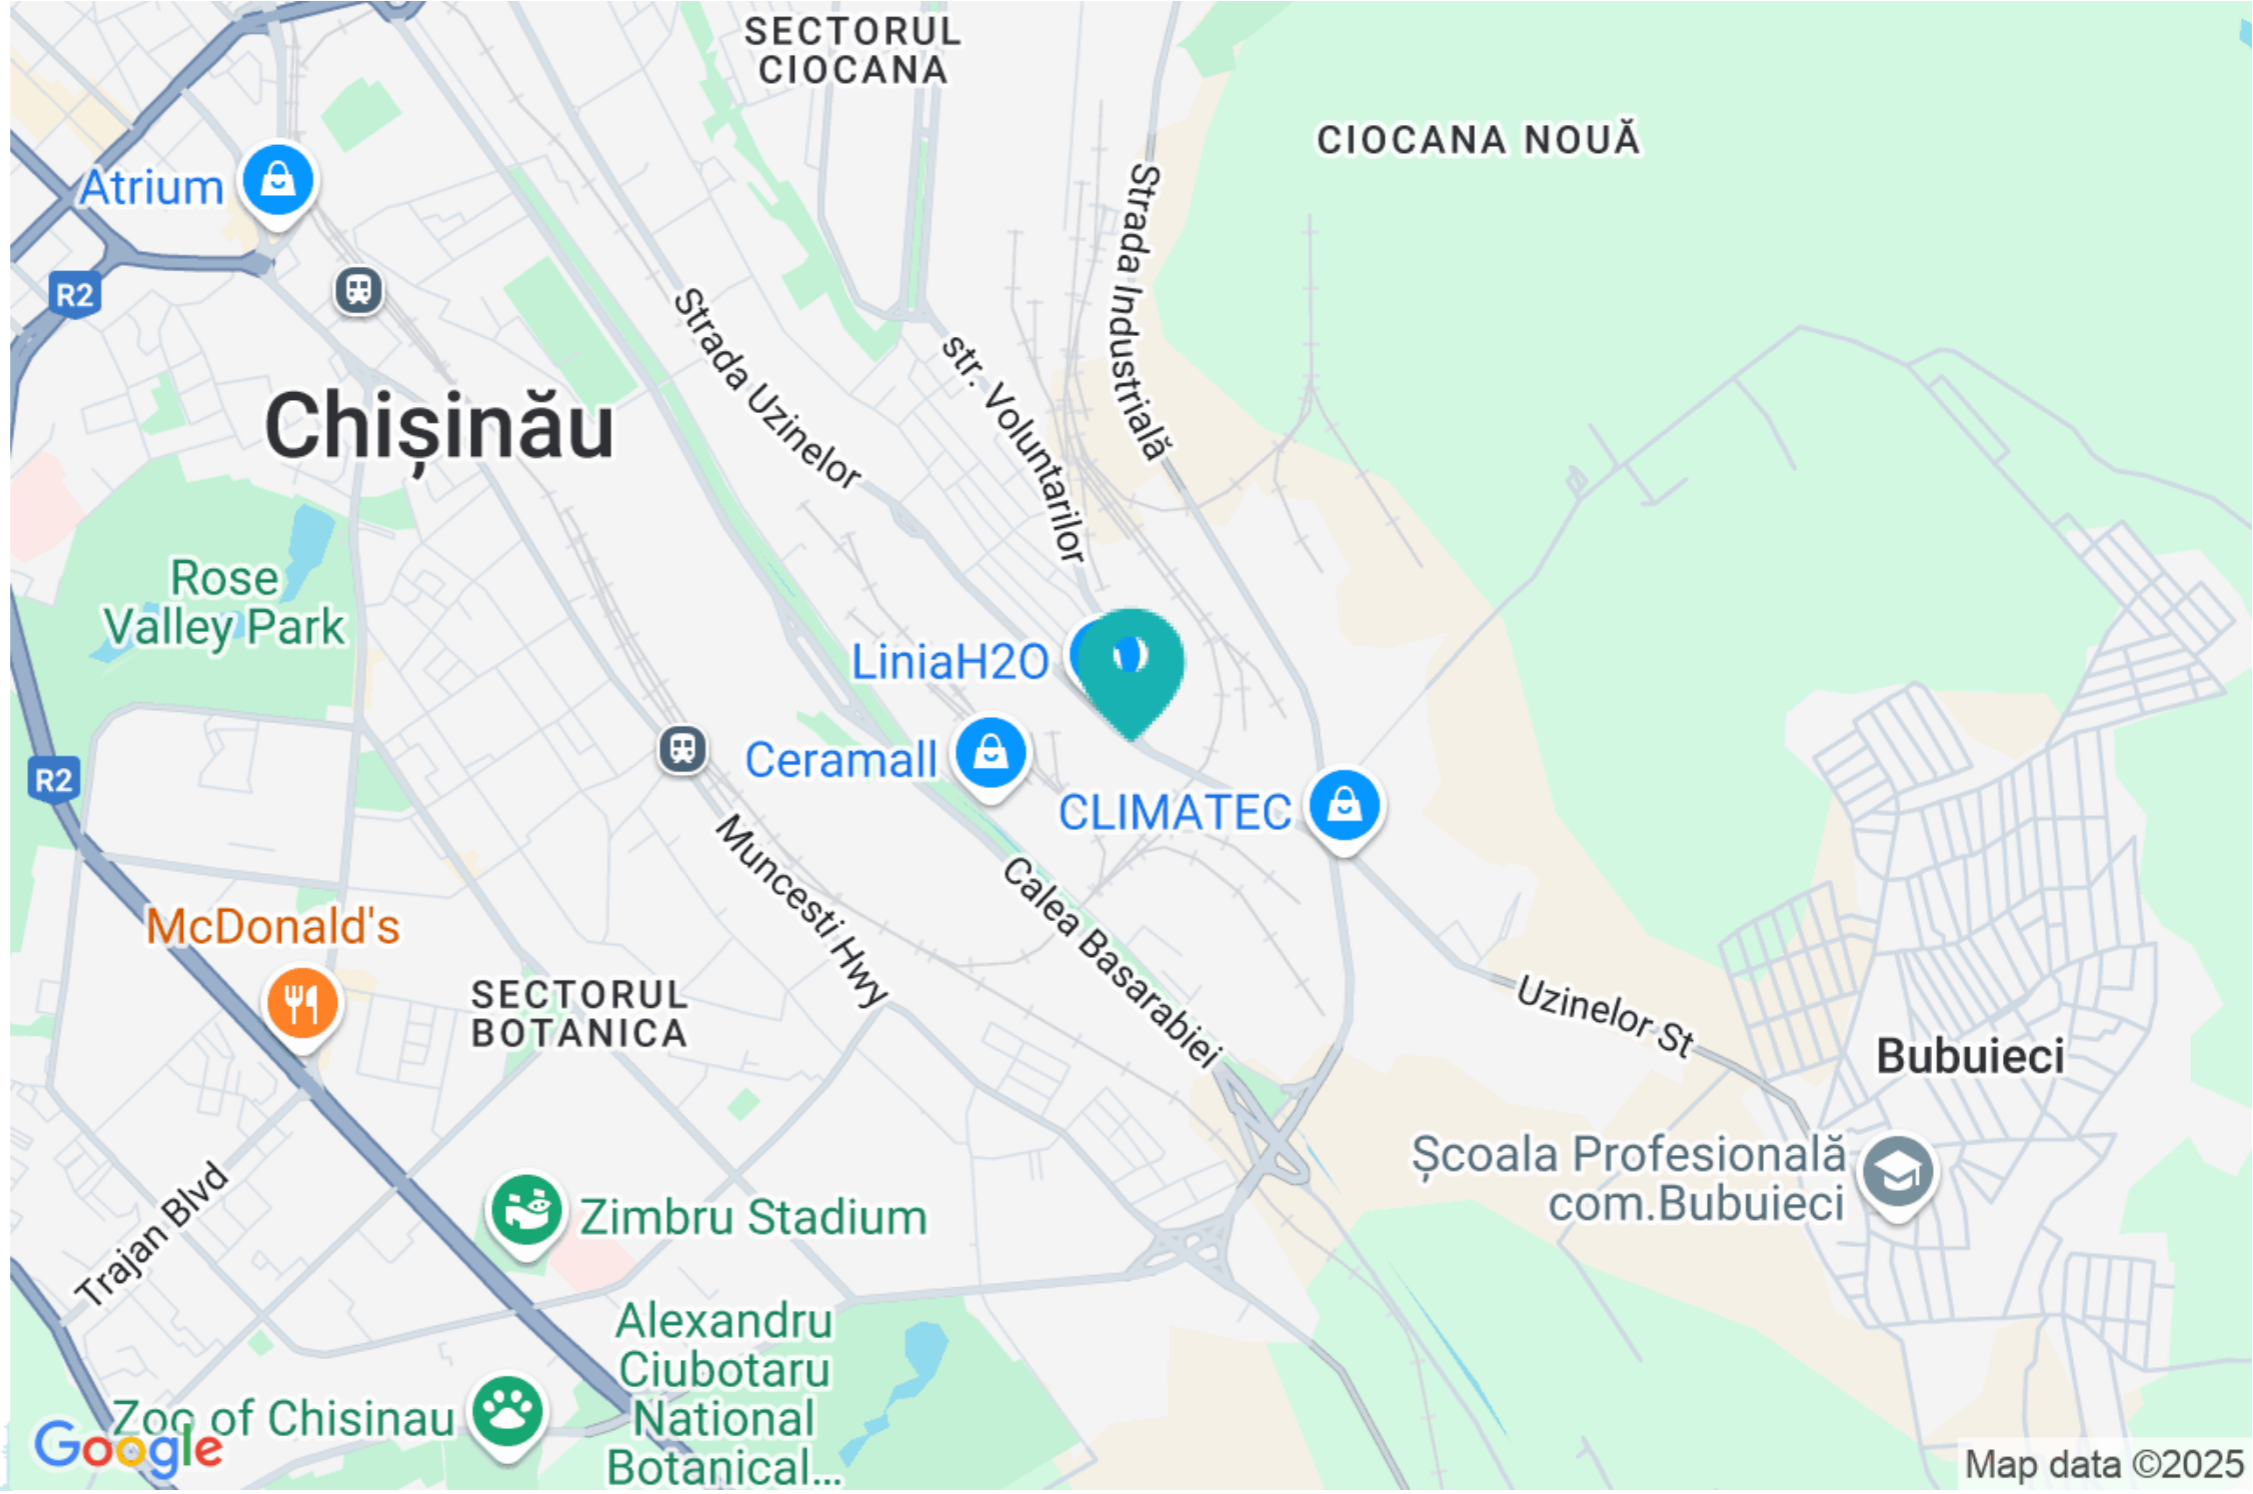 SECTORUL
CIOCANA
CIOCANA NOUĂ
Atrium
R2
Strada Industrială
Strada Uzinelor
str. Voluntarilor
Chișinău
Rose
Valley Park
LiniaH2O
Ceramall
R2
CLIMATEC
Muncesti Hwy
Calea Basarabiei
McDonald's
SECTORUL
BOTANICA
Uzinelor St
Bubuieci
Școala Profesională
com.Bubuieci
Trajan Blvd
Zimbru Stadium
Alexandru
Ciubotaru
National
Botanical...
Zoo of Chisinau
Google
Map data ©2025